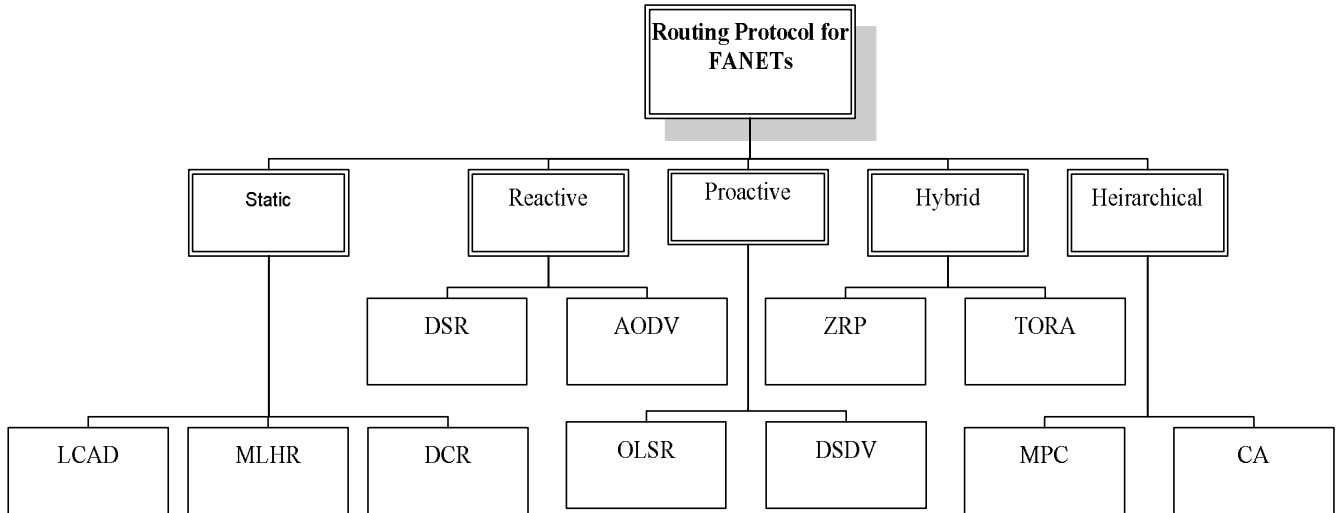 Routing Protocol for
FANETs
Static
Reactive
Proactive
Hybrid
Heirarchical
DSR
AODV
ZRP
TORA
LCAD
MLHR
DCR
OLSR
DSDV
MPC
CA